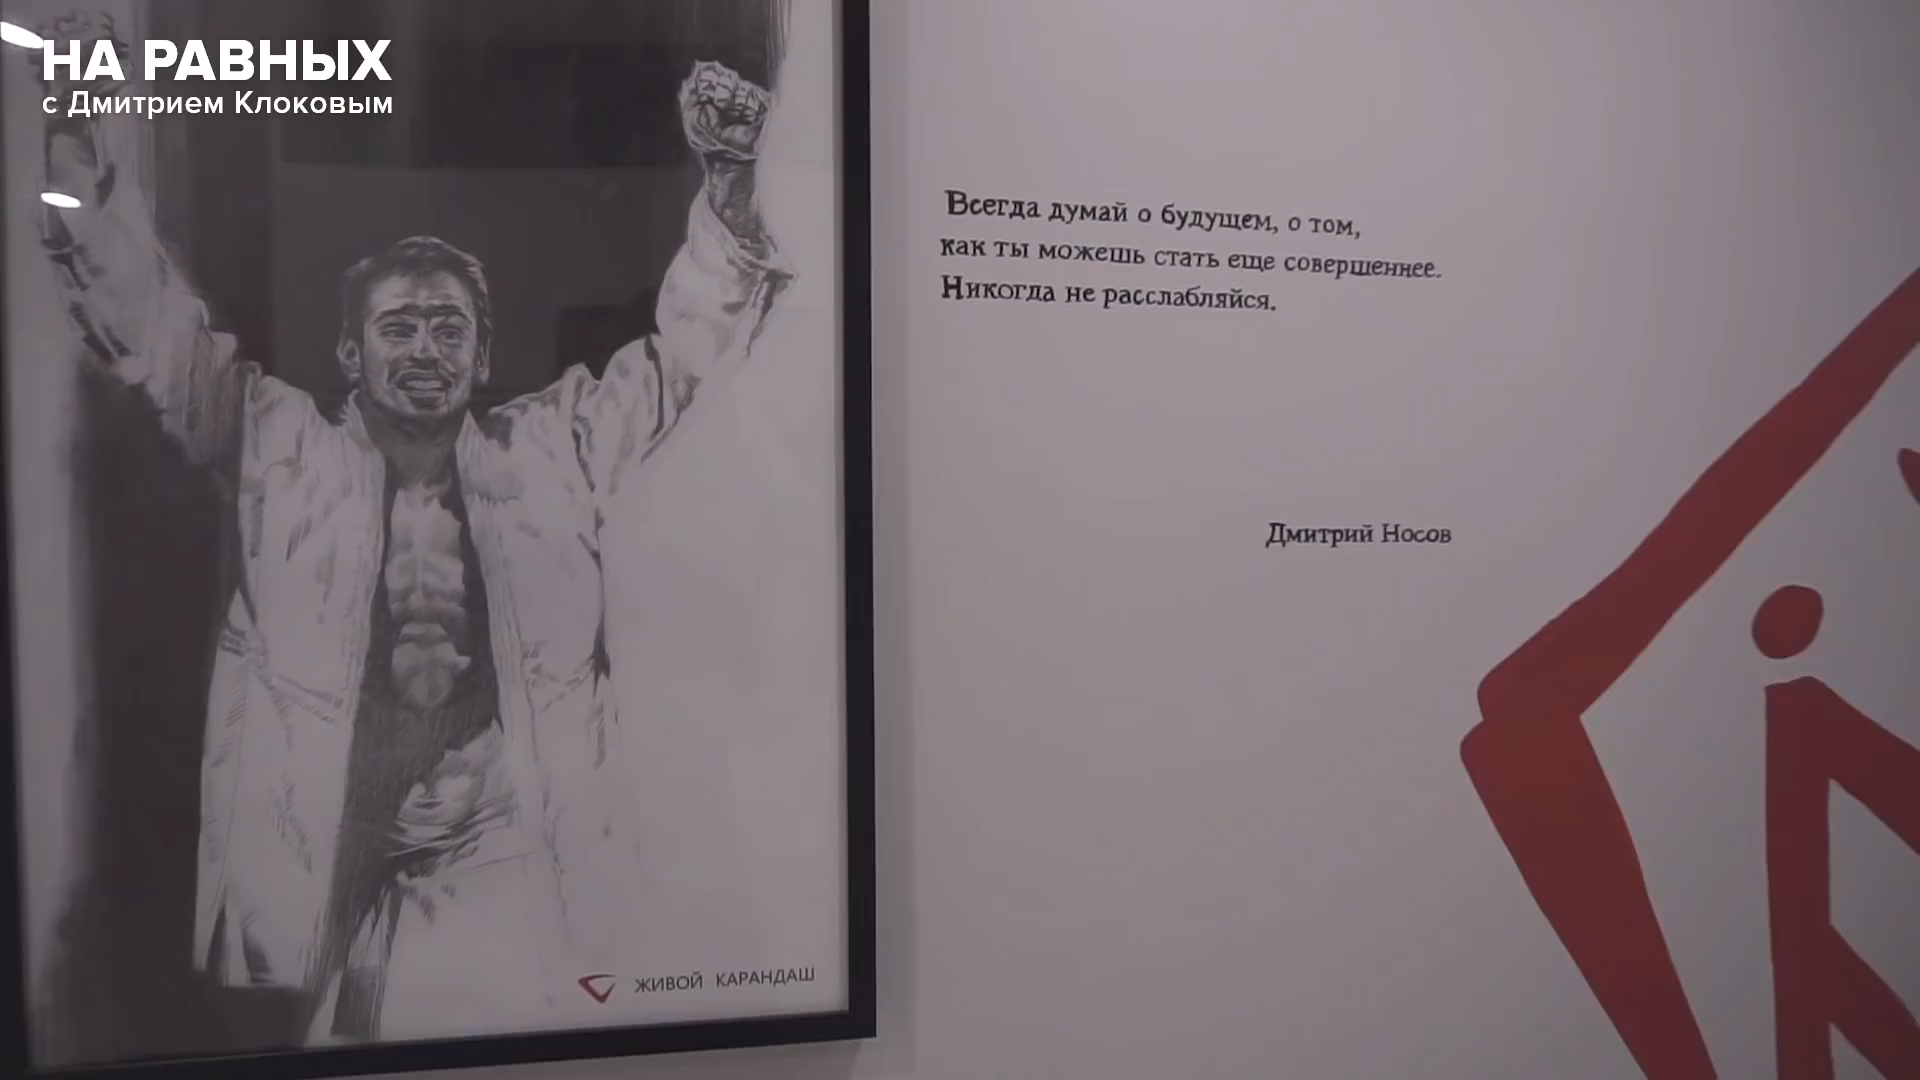 НА РАВНЫХ
с Дмитрием Клоковым
Всегда думай о будущем, о том,
как ты можешь стать еще совершеннее.
Никогда не расслабляйся.
Дмитрий Носов
ЖИВОЙ КАРАНДАШ